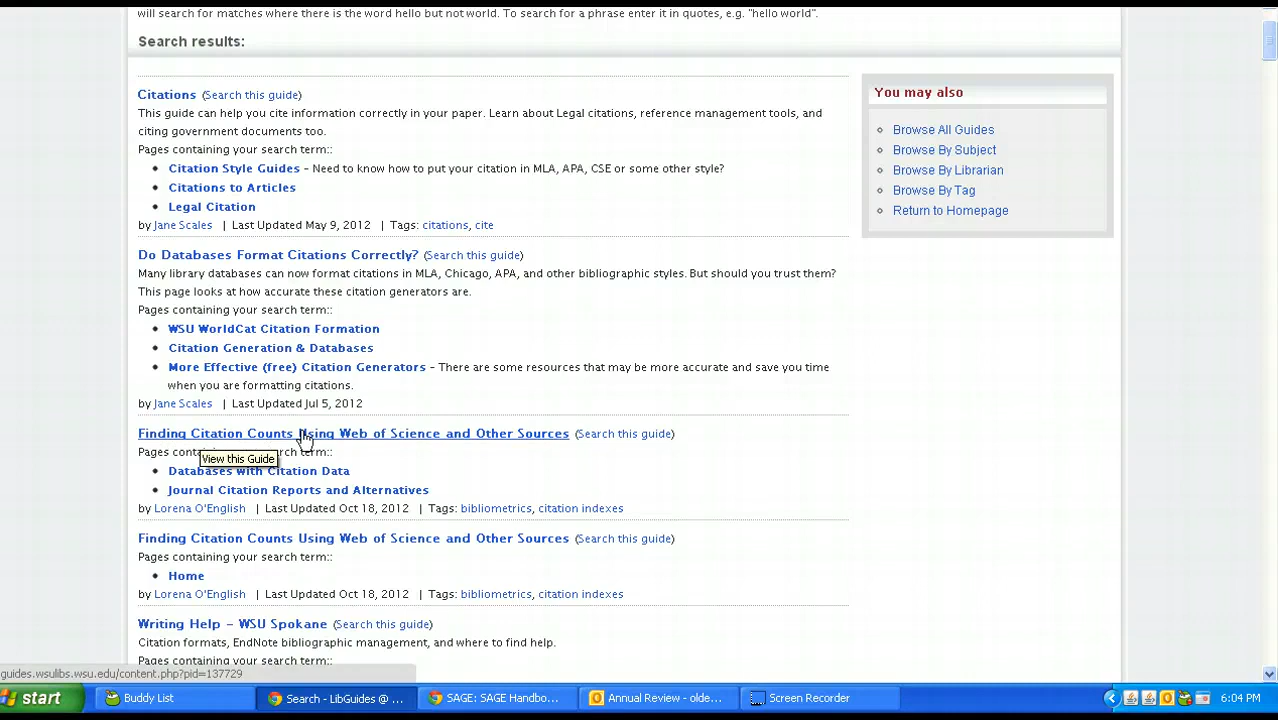 will search for matches where there is the word hello but not world. To search for a phrase enter it in quotes, e.g. "hello world".
Search results:
Citations (Search this guide)
This guide can help you cite information correctly in your paper. Learn about Legal citations, reference management tools, and
citing government documents too.
Pages containing your search term::
• Citation Style Guides - Need to know how to put your citation in MLA, APA, CSE or some other style?
• Citations to Articles
• Legal Citation
by Jane Scales | Last Updated May 9, 2012 | Tags: citations, cite
Do Databases Format Citations Correctly? (Search this guide)
Many library databases can now format citations in MLA, Chicago, APA, and other bibliographic styles. But should you trust them?
This page looks at how accurate these citation generators are.
Pages containing your search term::
• WSU WorldCat Citation Formation
• Citation Generation & Databases
• More Effective (free) Citation Generators - There are some resources that may be more accurate and save you time
when you are formatting citations.
by Jane Scales | Last Updated Jul 5, 2012
Finding Citation Counts Using Web of Science and Other Sources (Search this guide)
Pages search term::
View this Guide
• Databases with Citation Data
• Journal Citation Reports and Alternatives
by Lorena O'English | Last Updated Oct 18, 2012 | Tags: bibliometrics, citation indexes
Finding Citation Counts Using Web of Science and Other Sources (Search this guide)
Pages containing your search term::
• Home
by Lorena O'English | Last Updated Oct 18, 2012 | Tags: bibliometrics, citation indexes
Writing Help - WSU Spokane (Search this guide)
Citation formats, EndNote bibliographic management, and where to find help.
Pages containing your search term::
You may also
Browse All Guides
Browse By Subject
Browse By Librarian
Browse By Tag
Return to Homepage
guides.wsulibs.wsu.edu/content.php?pid=137729
start
Buddy List
Search - LibGuides @ ...
SAGE: SAGE Handbo...
Annual Review - olde...
Screen Recorder
6:04 PM